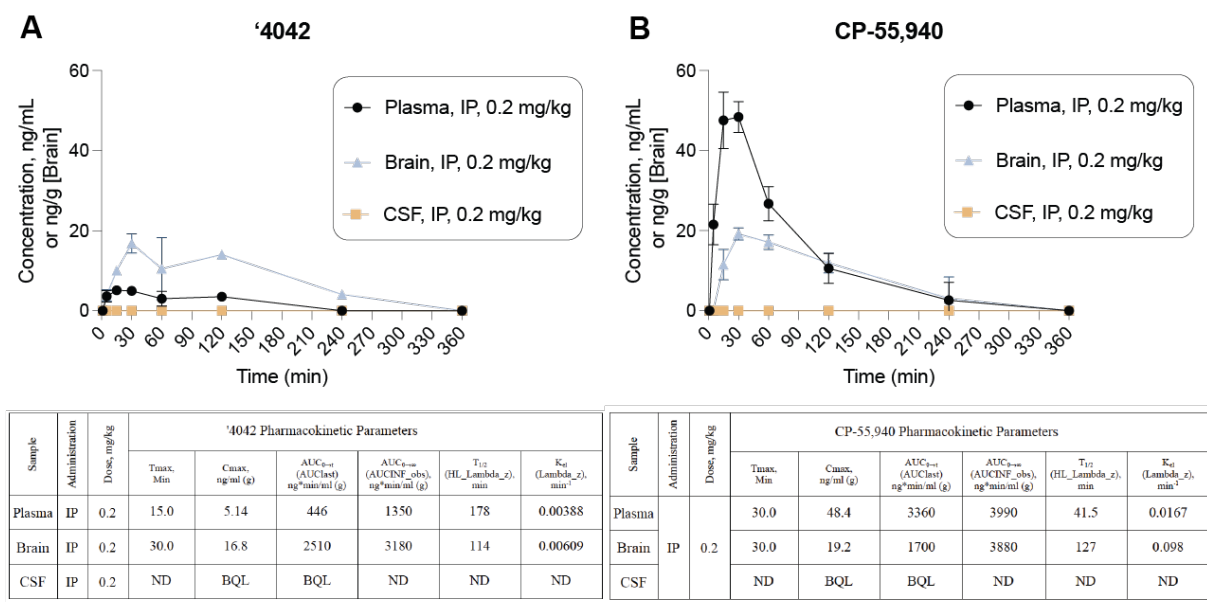 A
'4042
60
40
20
0
Concentration, ng/mL
or ng/g [Brain]
Plasma, IP, 0.2 mg/kg
Brain, IP, 0.2 mg/kg
CSF, IP, 0.2 mg/kg
0 30 60 90 120 150 180 210 240 270 300 330 360
Time (min)
B
CP-55,940
60
40
20
0
Concentration, ng/mL
or ng/g [Brain]
Plasma, IP, 0.2 mg/kg
Brain, IP, 0.2 mg/kg
CSF, IP, 0.2 mg/kg
0 30 60 90 120 150 180 210 240 270 300 330 360
Time (min)
Sample
Administration
Dose, mg/kg
'4042 Pharmacokinetic Parameters
Tmax, Min
Cmax, ng/ml (g)
AUC0→t (AUClast) ng*min/ml (g)
AUC0→∞ (AUCINF_obs), ng*min/ml (g)
T1/2 (HL_Lambda_z), min
Kel (Lambda_z), min-1
Plasma IP 0.2 15.0 5.14 446 1350 178 0.00388
Brain IP 0.2 30.0 16.8 2510 3180 114 0.00609
CSF IP 0.2 ND BQL BQL ND ND ND
Sample
Administration
Dose, mg/kg
CP-55,940 Pharmacokinetic Parameters
Tmax, Min
Cmax, ng/ml (g)
AUC0→t (AUClast) ng*min/ml (g)
AUC0→∞ (AUCINF_obs), ng*min/ml (g)
T1/2 (HL_Lambda_z), min
Kel (Lambda_z), min-1
Plasma 30.0 48.4 3360 3990 41.5 0.0167
Brain IP 0.2 30.0 19.2 1700 3880 127 0.098
CSF ND BQL BQL ND ND ND